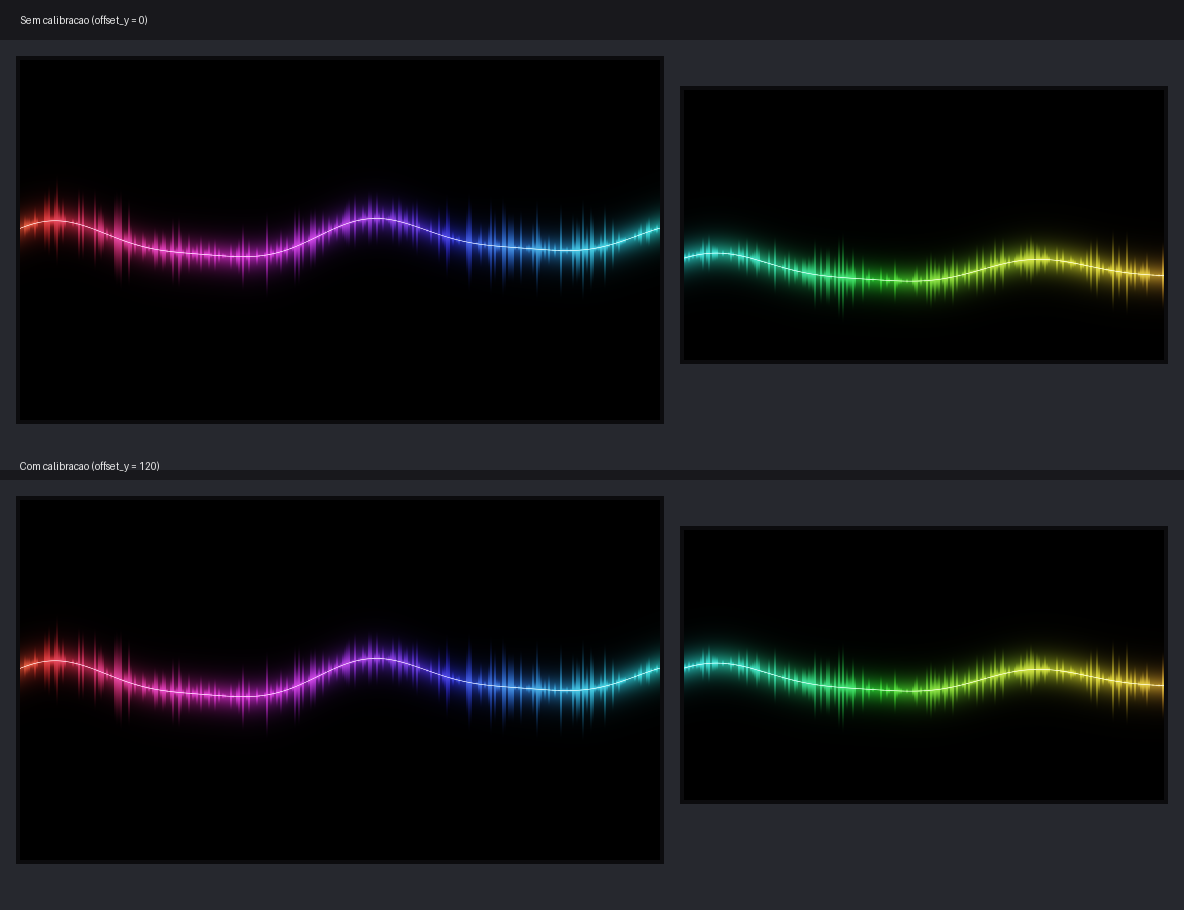 Sem calibracao (offset_y = 0)
Com calibracao (offset_y = 120)